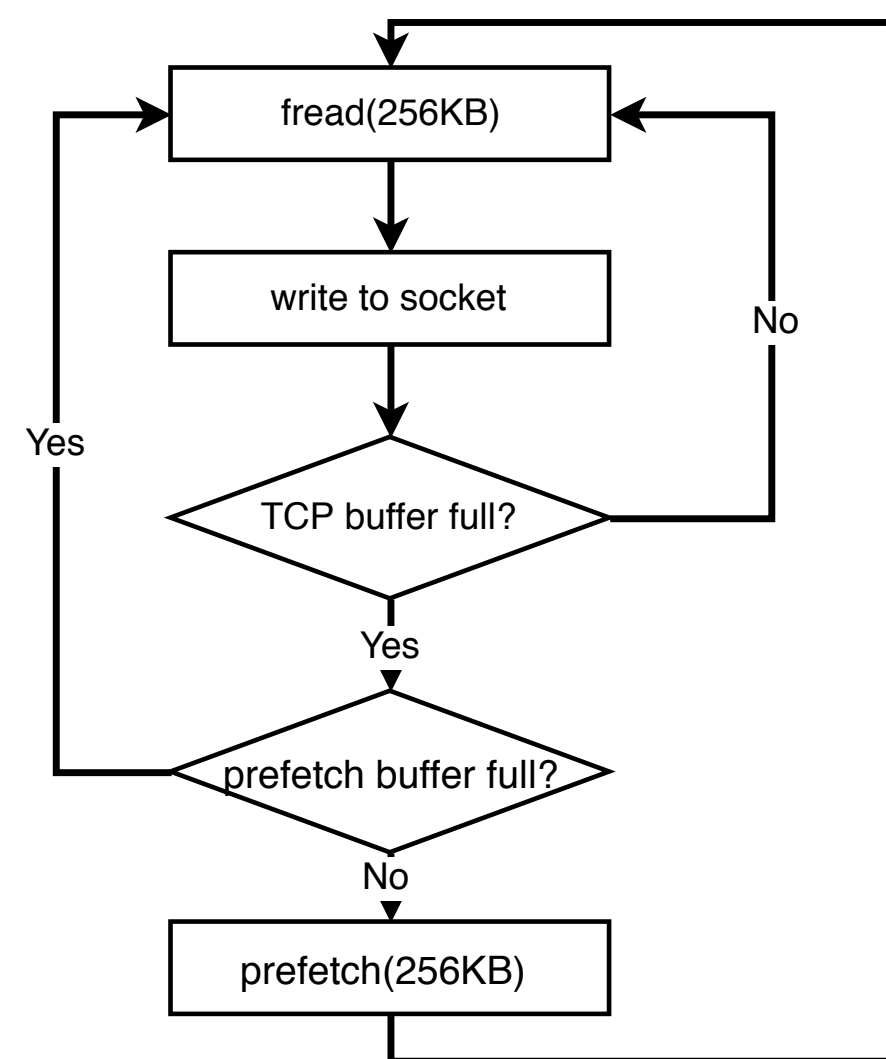 fread(256KB)
write to socket
No
Yes
TCP buffer full?
Yes
prefetch buffer full?
No
prefetch(256KB)